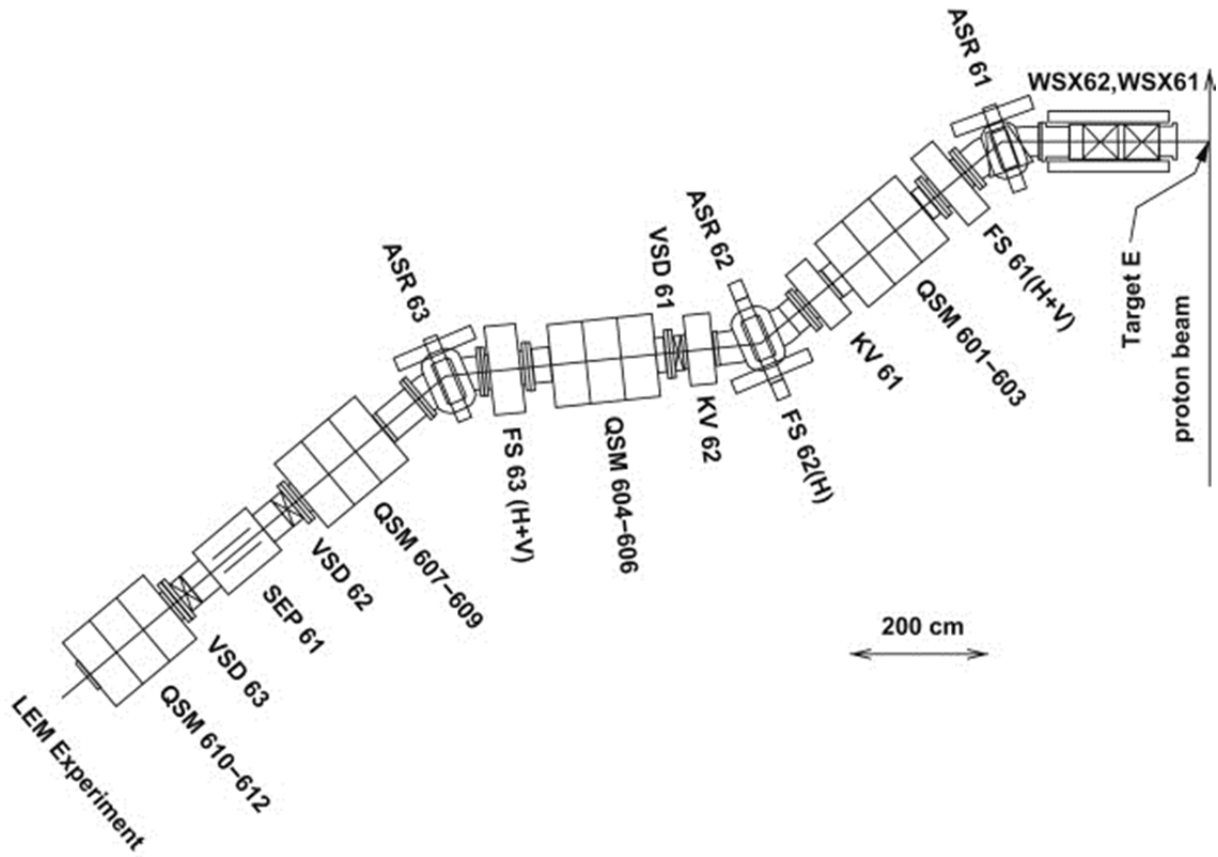 ASR 61
WSX62,WSX61
ASR 62
VSD 61
ASR 63
FS 61(H+V)
Target E
proton beam
QSM 601–603
KV 61
FS 62(H)
KV 62
QSM 604–606
FS 63 (H+V)
QSM 607–609
VSD 62
SEP 61
VSD 63
QSM 610–612
LEM Experiment
200 cm